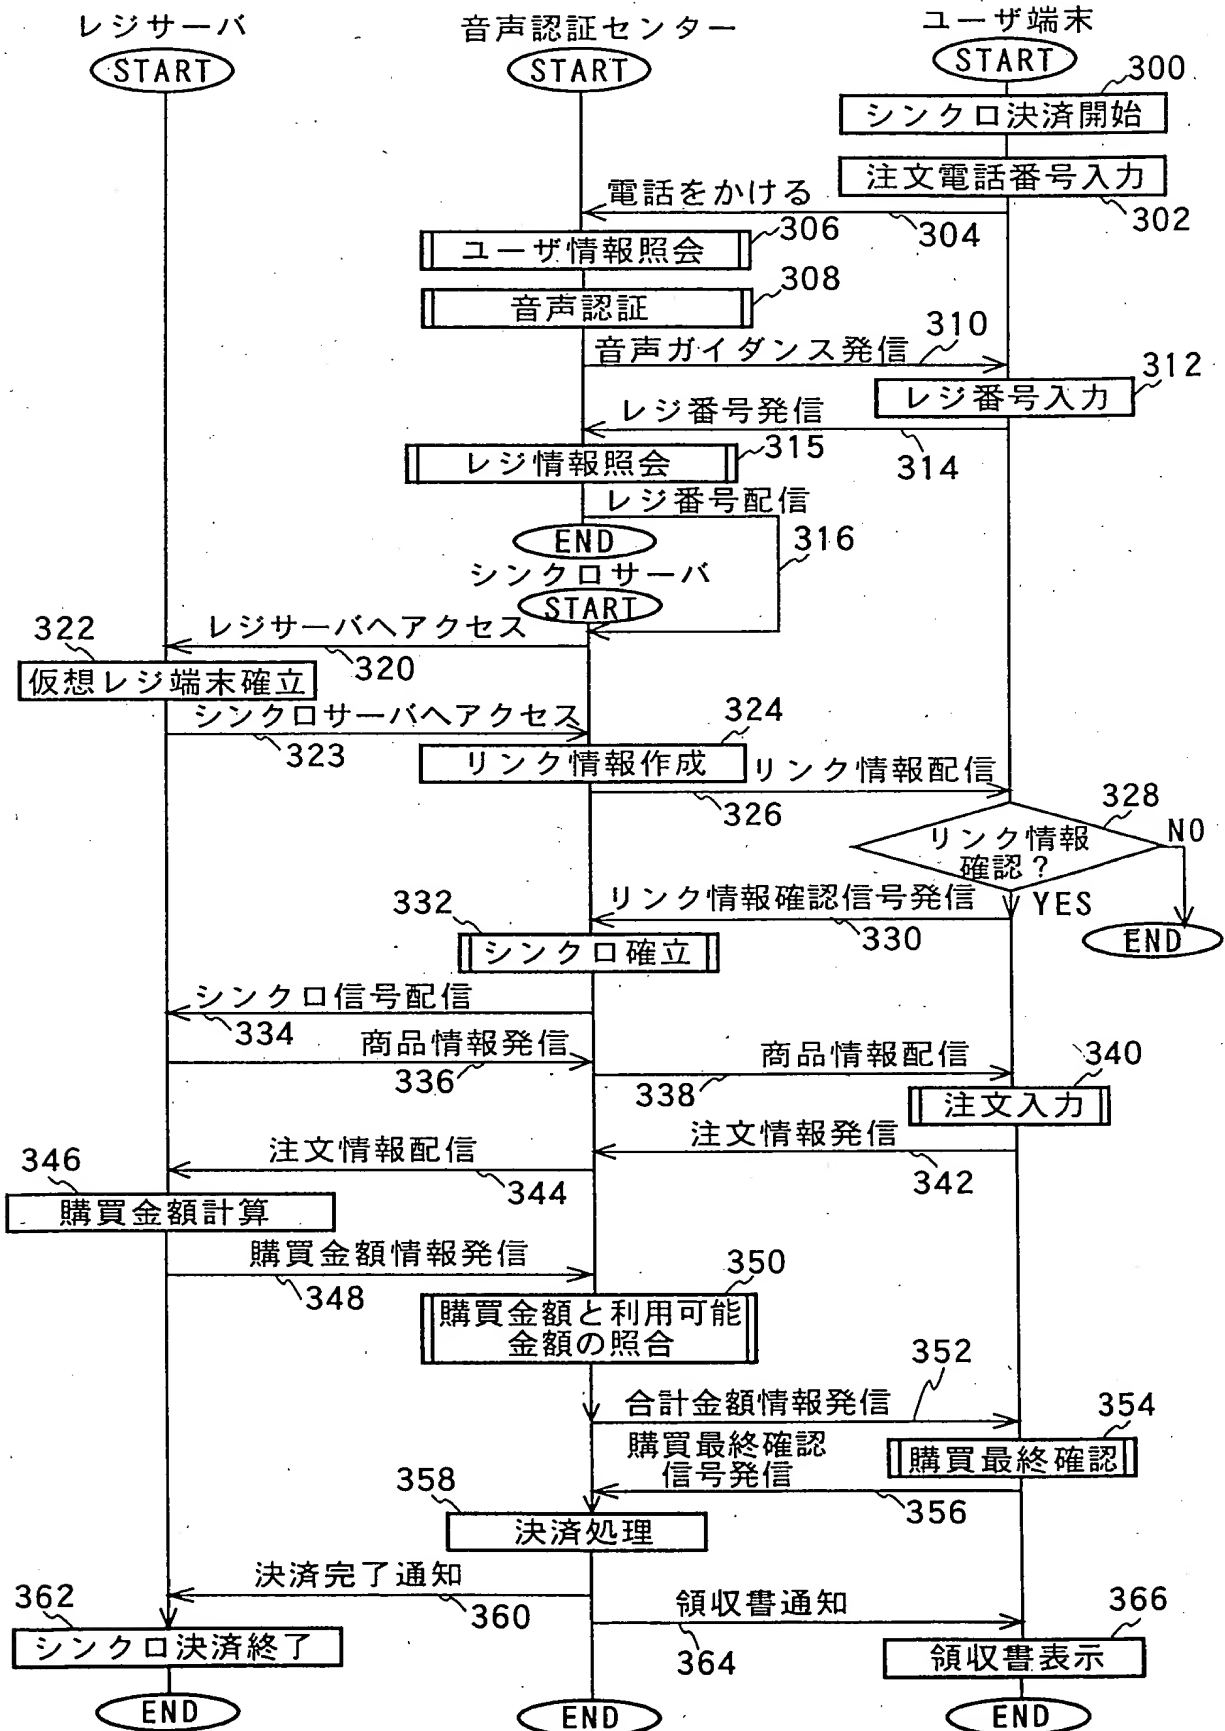 レジサーバ
音声認証センター
ユーザ端末
START
START
START
300
シンクロ決済開始
注文電話番号入力
302
電話をかける
304
ユーザ情報照会
306
音声認証
308
音声ガイダンス発信
310
レジ番号入力
312
レジ番号発信
314
レジ情報照会
315
レジ番号配信
END
316
シンクロサーバ
START
レジサーバへアクセス
320
322
仮想レジ端末確立
シンクロサーバへアクセス
323
324
リンク情報作成
リンク情報配信
326
328
リンク情報
確認?
NO
YES
END
リンク情報確認信号発信
330
332
シンクロ確立
シンクロ信号配信
334
商品情報発信
336
商品情報配信
338
340
注文入力
注文情報発信
342
注文情報配信
344
346
購買金額計算
購買金額情報発信
348
350
購買金額と利用可能
金額の照合
352
合計金額情報発信
354
購買最終確認
購買最終確認
信号発信
356
358
決済処理
決済完了通知
360
362
シンクロ決済終了
領収書通知
364
366
領収書表示
END
END
END